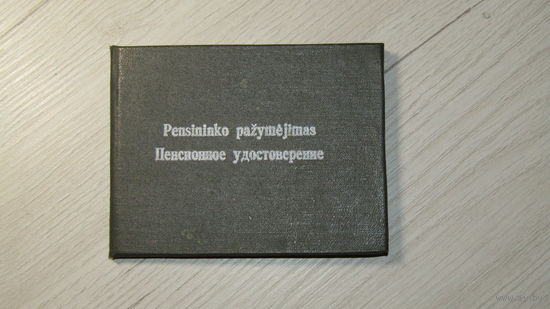 Pensininko pažymėjimas
Пенсионное удостоверение